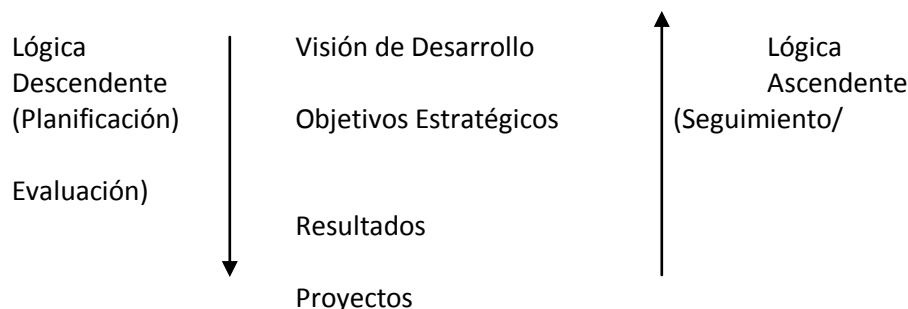 Lógica Visión de Desarrollo Lógica
Descendente Ascendente
(Planificación) Objetivos Estratégicos (Seguimiento/
Evaluación)
Resultados
Proyectos